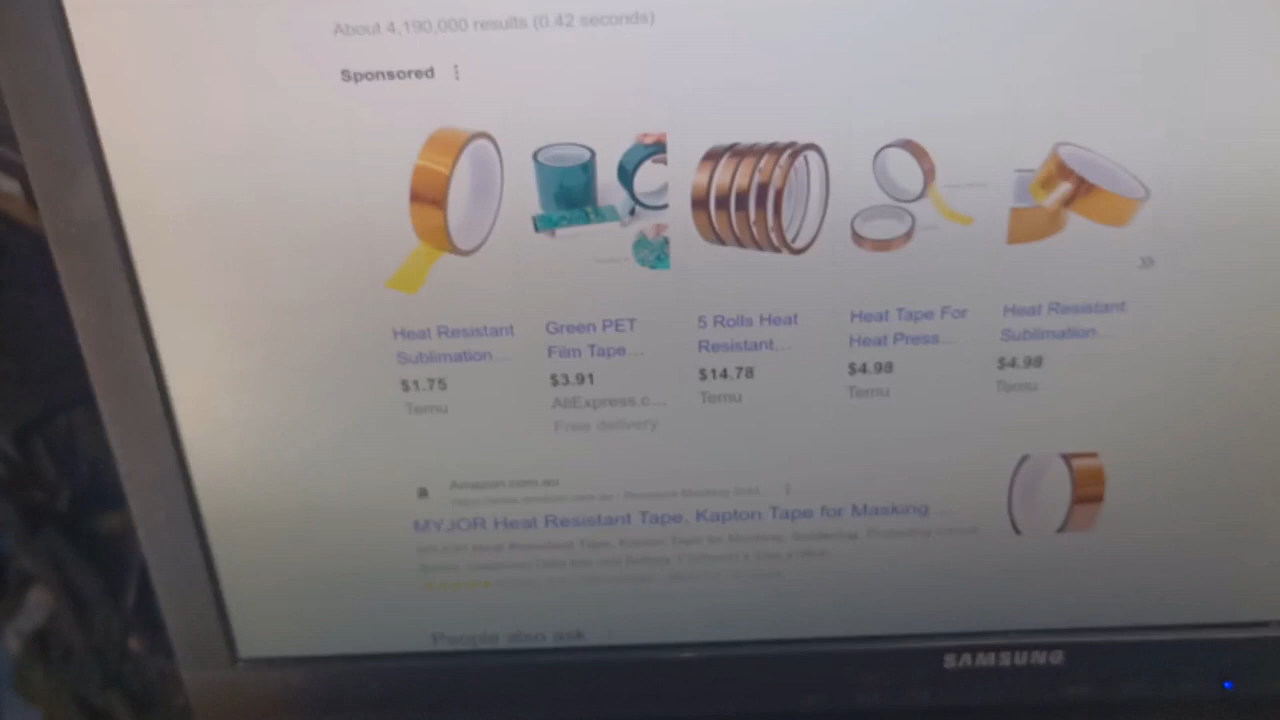 About 4,190,000 results (0.42 seconds)
Sponsored
Heat Resistant
Sublimation...
$1.75
Temu
Green PET
Film Tape...
$3.91
AliExpress.c...
Free delivery
5 Rolls Heat
Resistant,...
$14.78
Temu
Heat Tape For
Heat Press...
$4.98
Temu
Heat Resistant
Sublimation...
$4.98
Temu
Amazon.com.au
MYJOR Heat Resistant Tape, Kapton Tape for Masking ...
People also ask
SAMSUNG